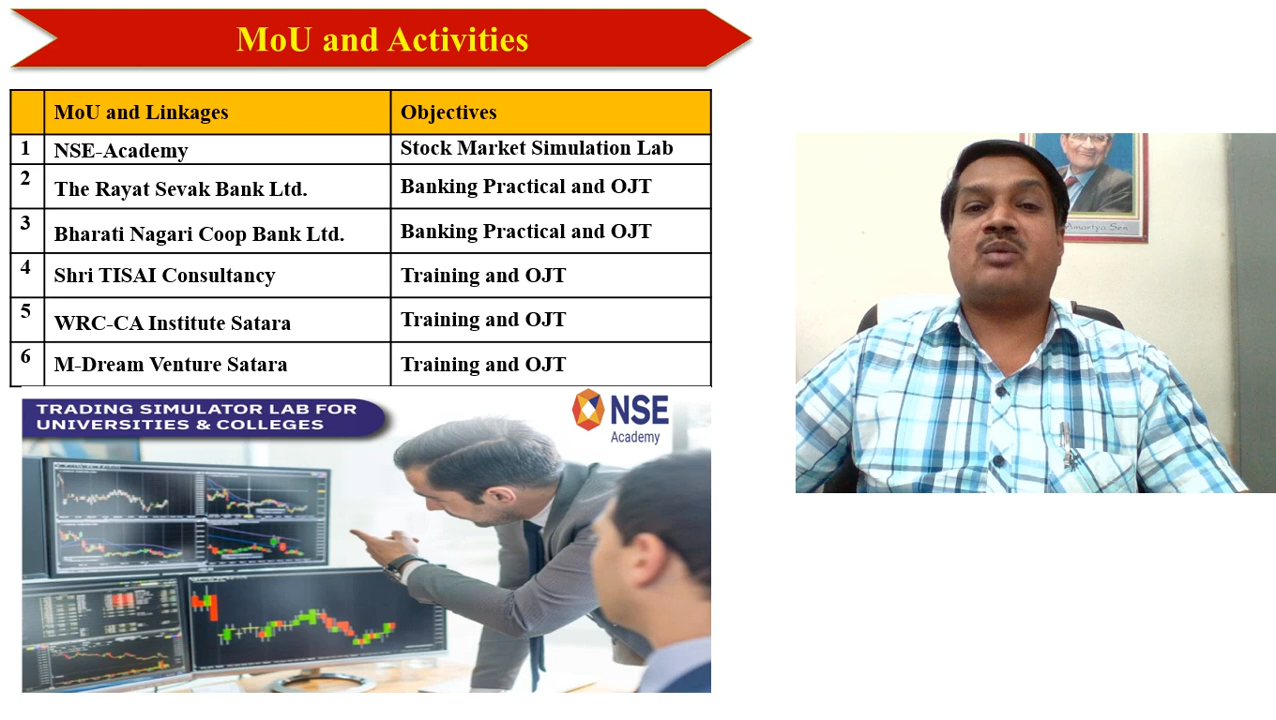 MoU and Activities
MoU and Linkages Objectives
1 NSE-Academy Stock Market Simulation Lab
2 The Rayat Sevak Bank Ltd. Banking Practical and OJT
3 Bharati Nagari Coop Bank Ltd. Banking Practical and OJT
4 Shri TISAI Consultancy Training and OJT
5 WRC-CA Institute Satara Training and OJT
6 M-Dream Venture Satara Training and OJT
TRADING SIMULATOR LAB FOR
UNIVERSITIES & COLLEGES
NSE
Academy
Amartya Sen